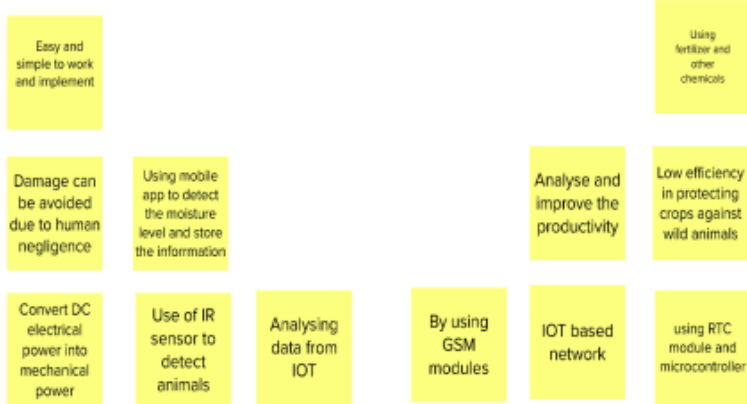 Easy and
simple to work
and implement
Using
fertilizer and
other
chemicals
Damage can
be avoided
due to human
negligence
Using mobile
app to detect
the moisture
level and store
the inforrmation
Analyse and
improve the
productivity
Low efficiency
in protecting
crops against
wild animals
Convert DC
electrical
power into
mechanical
power
Use of IR
sensor to
detect
animals
Analysing
data from
IOT
By using
GSM
modules
IOT based
network
using RTC
module and
microcontroller